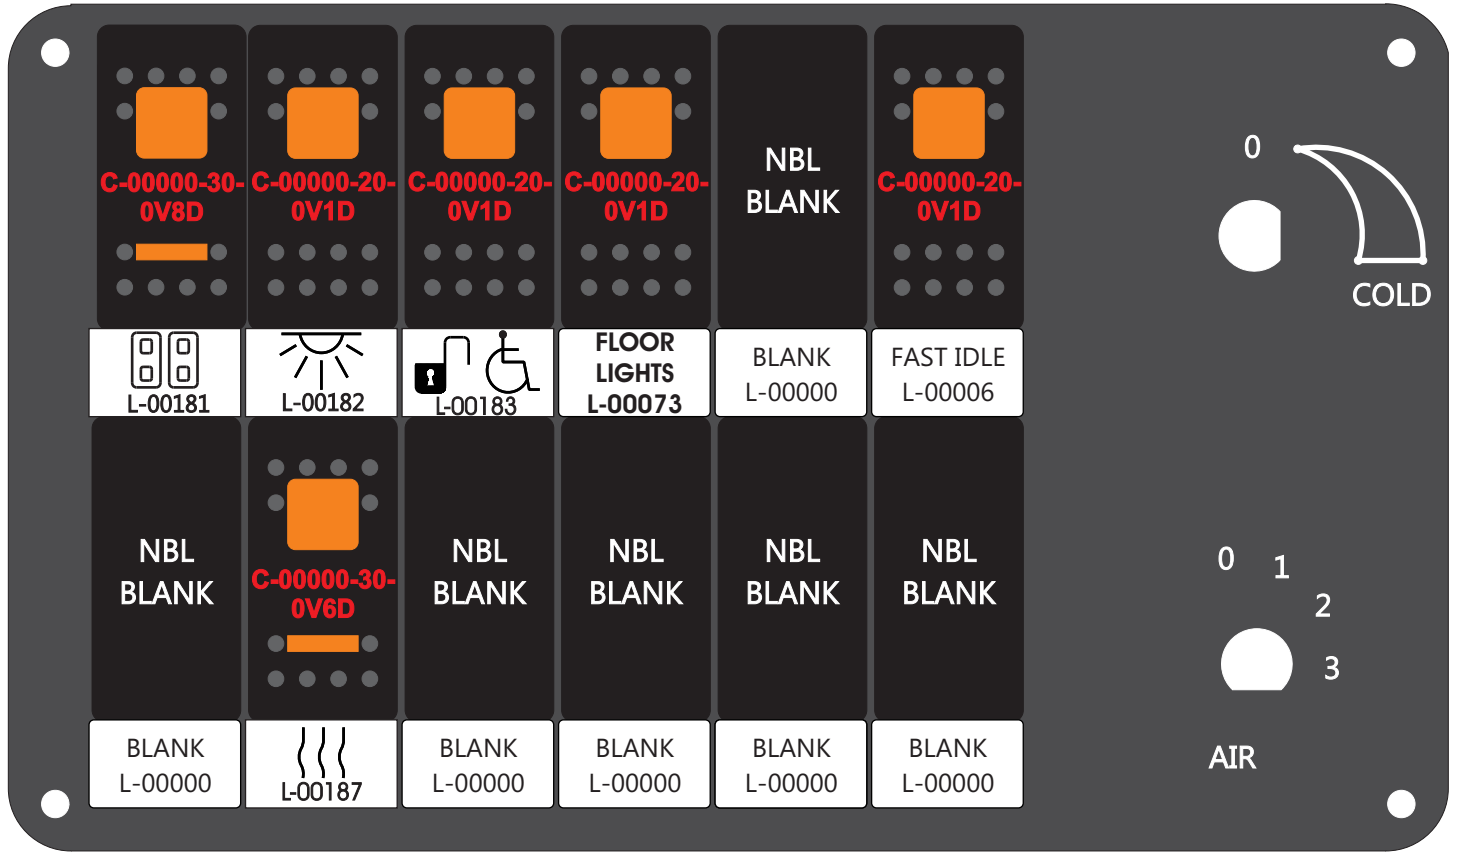 C-00000-30-
0V8D
C-00000-20-
0V1D
C-00000-20-
0V1D
C-00000-20-
0V1D
NBL
BLANK
C-00000-20-
0V1D
L-00181
L-00182
L-00183
FLOOR
LIGHTS
L-00073
BLANK
L-00000
FAST IDLE
L-00006
0
COLD
NBL
BLANK
C-00000-30-
0V6D
NBL
BLANK
NBL
BLANK
NBL
BLANK
NBL
BLANK
BLANK
L-00000
L-00187
BLANK
L-00000
BLANK
L-00000
BLANK
L-00000
BLANK
L-00000
0
1
2
3
AIR